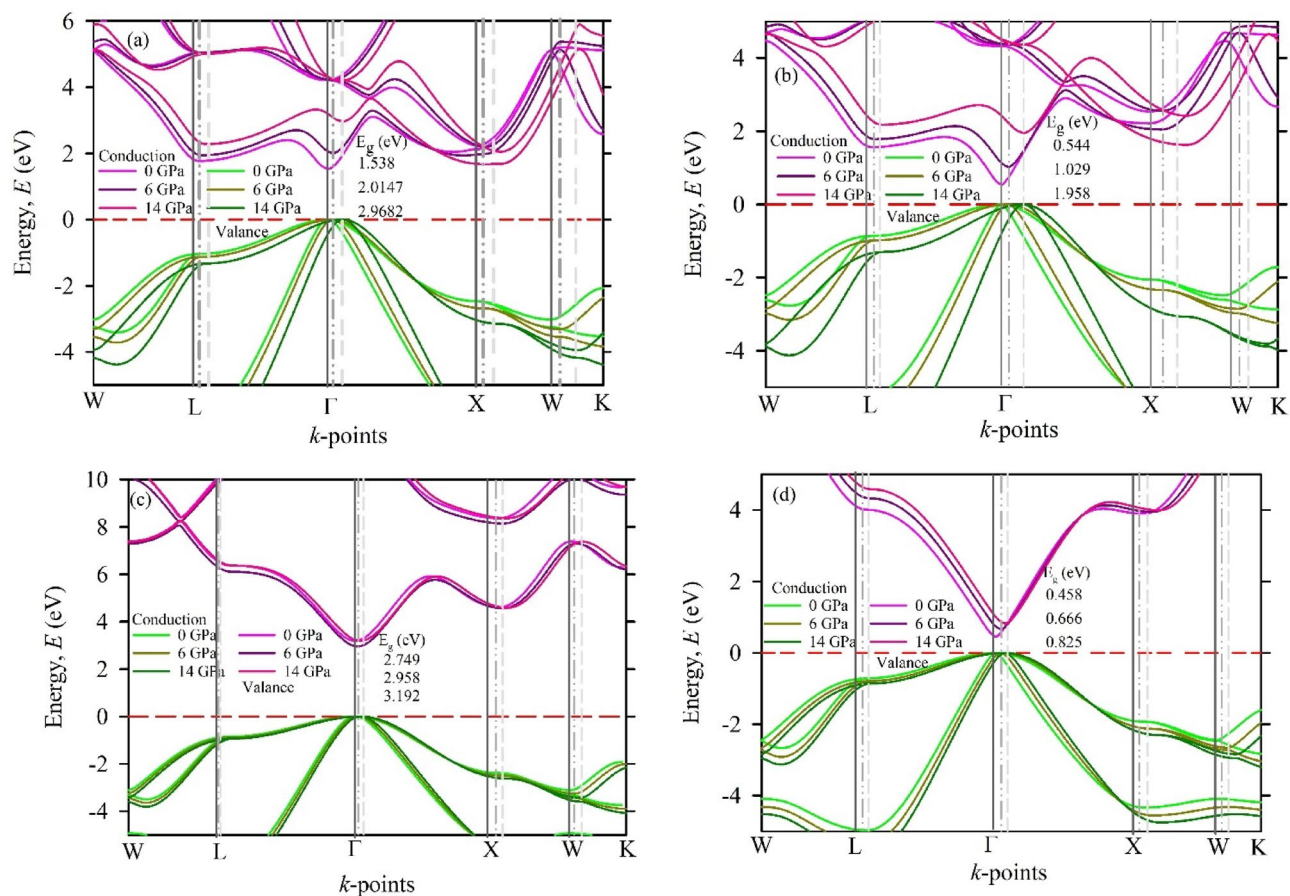 (a)
6
4
2
0
-2
-4
Energy, E (eV)
Conduction
0 GPa 0 GPa
6 GPa 6 GPa
14 GPa 14 GPa
Valance
Eg (eV)
1.538
2.0147
2.9682
W L Γ X W K
k-points
(b)
4
2
0
-2
-4
Energy, E (eV)
Conduction
0 GPa 0 GPa
6 GPa 6 GPa
14 GPa 14 GPa
Valance
Eg (eV)
0.544
1.029
1.958
W L Γ X W K
k-points
(c)
10
8
6
4
2
0
-2
-4
Energy, E (eV)
Conduction
0 GPa 0 GPa
6 GPa 6 GPa
14 GPa 14 GPa
Valance
Eg (eV)
2.749
2.958
3.192
W L Γ X W K
k-points
(d)
4
2
0
-2
-4
Energy, E (eV)
Conduction
0 GPa 0 GPa
6 GPa 6 GPa
14 GPa 14 GPa
Valance
Eg (eV)
0.458
0.666
0.825
W L Γ X W K
k-points